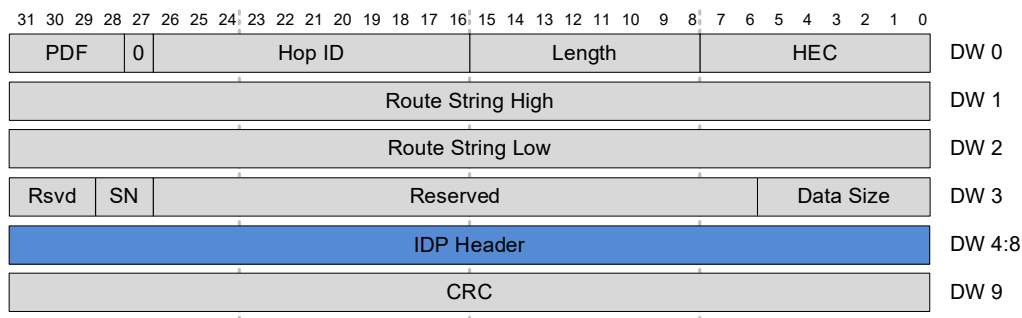 31 30 29 28 27 26 25 24 23 22 21 20 19 18 17 16 15 14 13 12 11 10 9 8 7 6 5 4 3 2 1 0
PDF 0 Hop ID Length HEC DW 0
Route String High DW 1
Route String Low DW 2
Rsvd SN Reserved Data Size DW 3
IDP Header DW 4:8
CRC DW 9